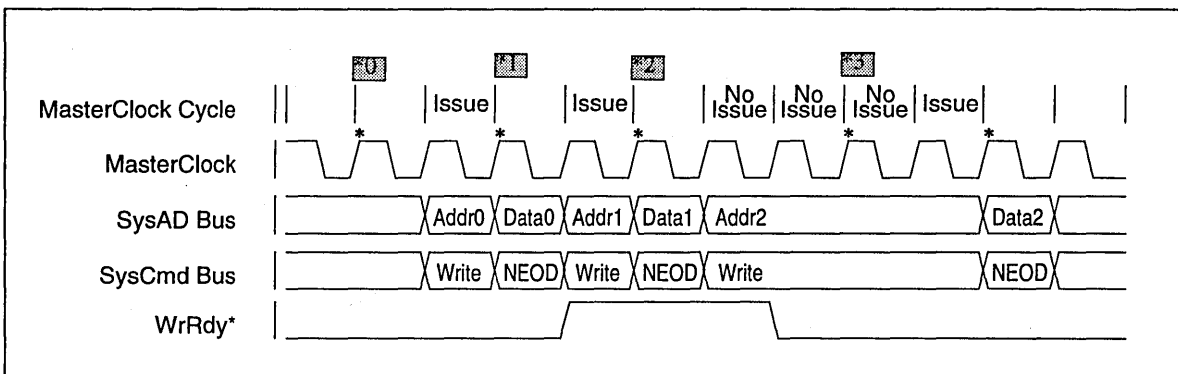 *0 *1 *2 *3
MasterClock Cycle Issue Issue No Issue No Issue No Issue Issue
* * * * *
MasterClock
SysAD Bus Addr0 Data0 Addr1 Data1 Addr2 Data2
SysCmd Bus Write NEOD Write NEOD Write NEOD
WrRdy*